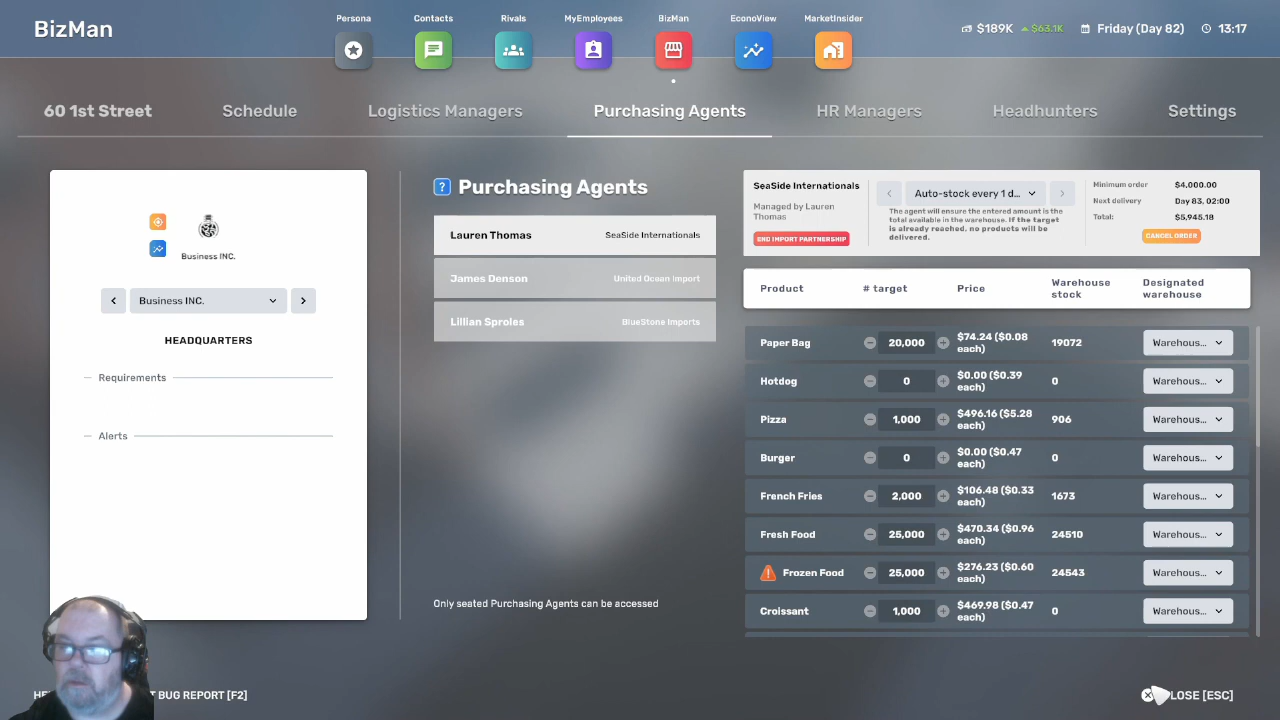 BizMan
Persona
Contacts
Rivals
MyEmployees
BizMan
EconoView
MarketInsider
$189K
$63.1K
Friday (Day 82)
13:17
60 1st Street
Schedule
Logistics Managers
Purchasing Agents
HR Managers
Headhunters
Settings
Business INC.
Business INC.
HEADQUARTERS
Requirements
Alerts
? Purchasing Agents
Lauren Thomas SeaSide Internationals
James Denson United Ocean Import
Lillian Sproles BlueStone Imports
Only seated Purchasing Agents can be accessed
SeaSide Internationals
Managed by Lauren
Thomas
END IMPORT PARTNERSHIP
Auto-stock every 1 d...
The agent will ensure the entered amount is the
total available in the warehouse. If the target
is already reached, no products will be
delivered.
Minimum order $4,000.00
Next delivery Day 83, 02:00
Total: $5,945.18
CANCEL ORDER
Product # target Price Warehouse
stock Designated
warehouse
Paper Bag 20,000 $74.24 ($0.08
each) 19072 Warehous...
Hotdog 0 $0.00 ($0.39
each) 0 Warehous...
Pizza 1,000 $496.16 ($5.28
each) 906 Warehous...
Burger 0 $0.00 ($0.47
each) 0 Warehous...
French Fries 2,000 $106.48 ($0.33
each) 1673 Warehous...
Fresh Food 25,000 $470.34 ($0.96
each) 24510 Warehous...
Frozen Food 25,000 $276.23 ($0.60
each) 24543 Warehous...
Croissant 1,000 $469.98 ($0.47
each) 0 Warehous...
BUG REPORT [F2]
LOSE [ESC]